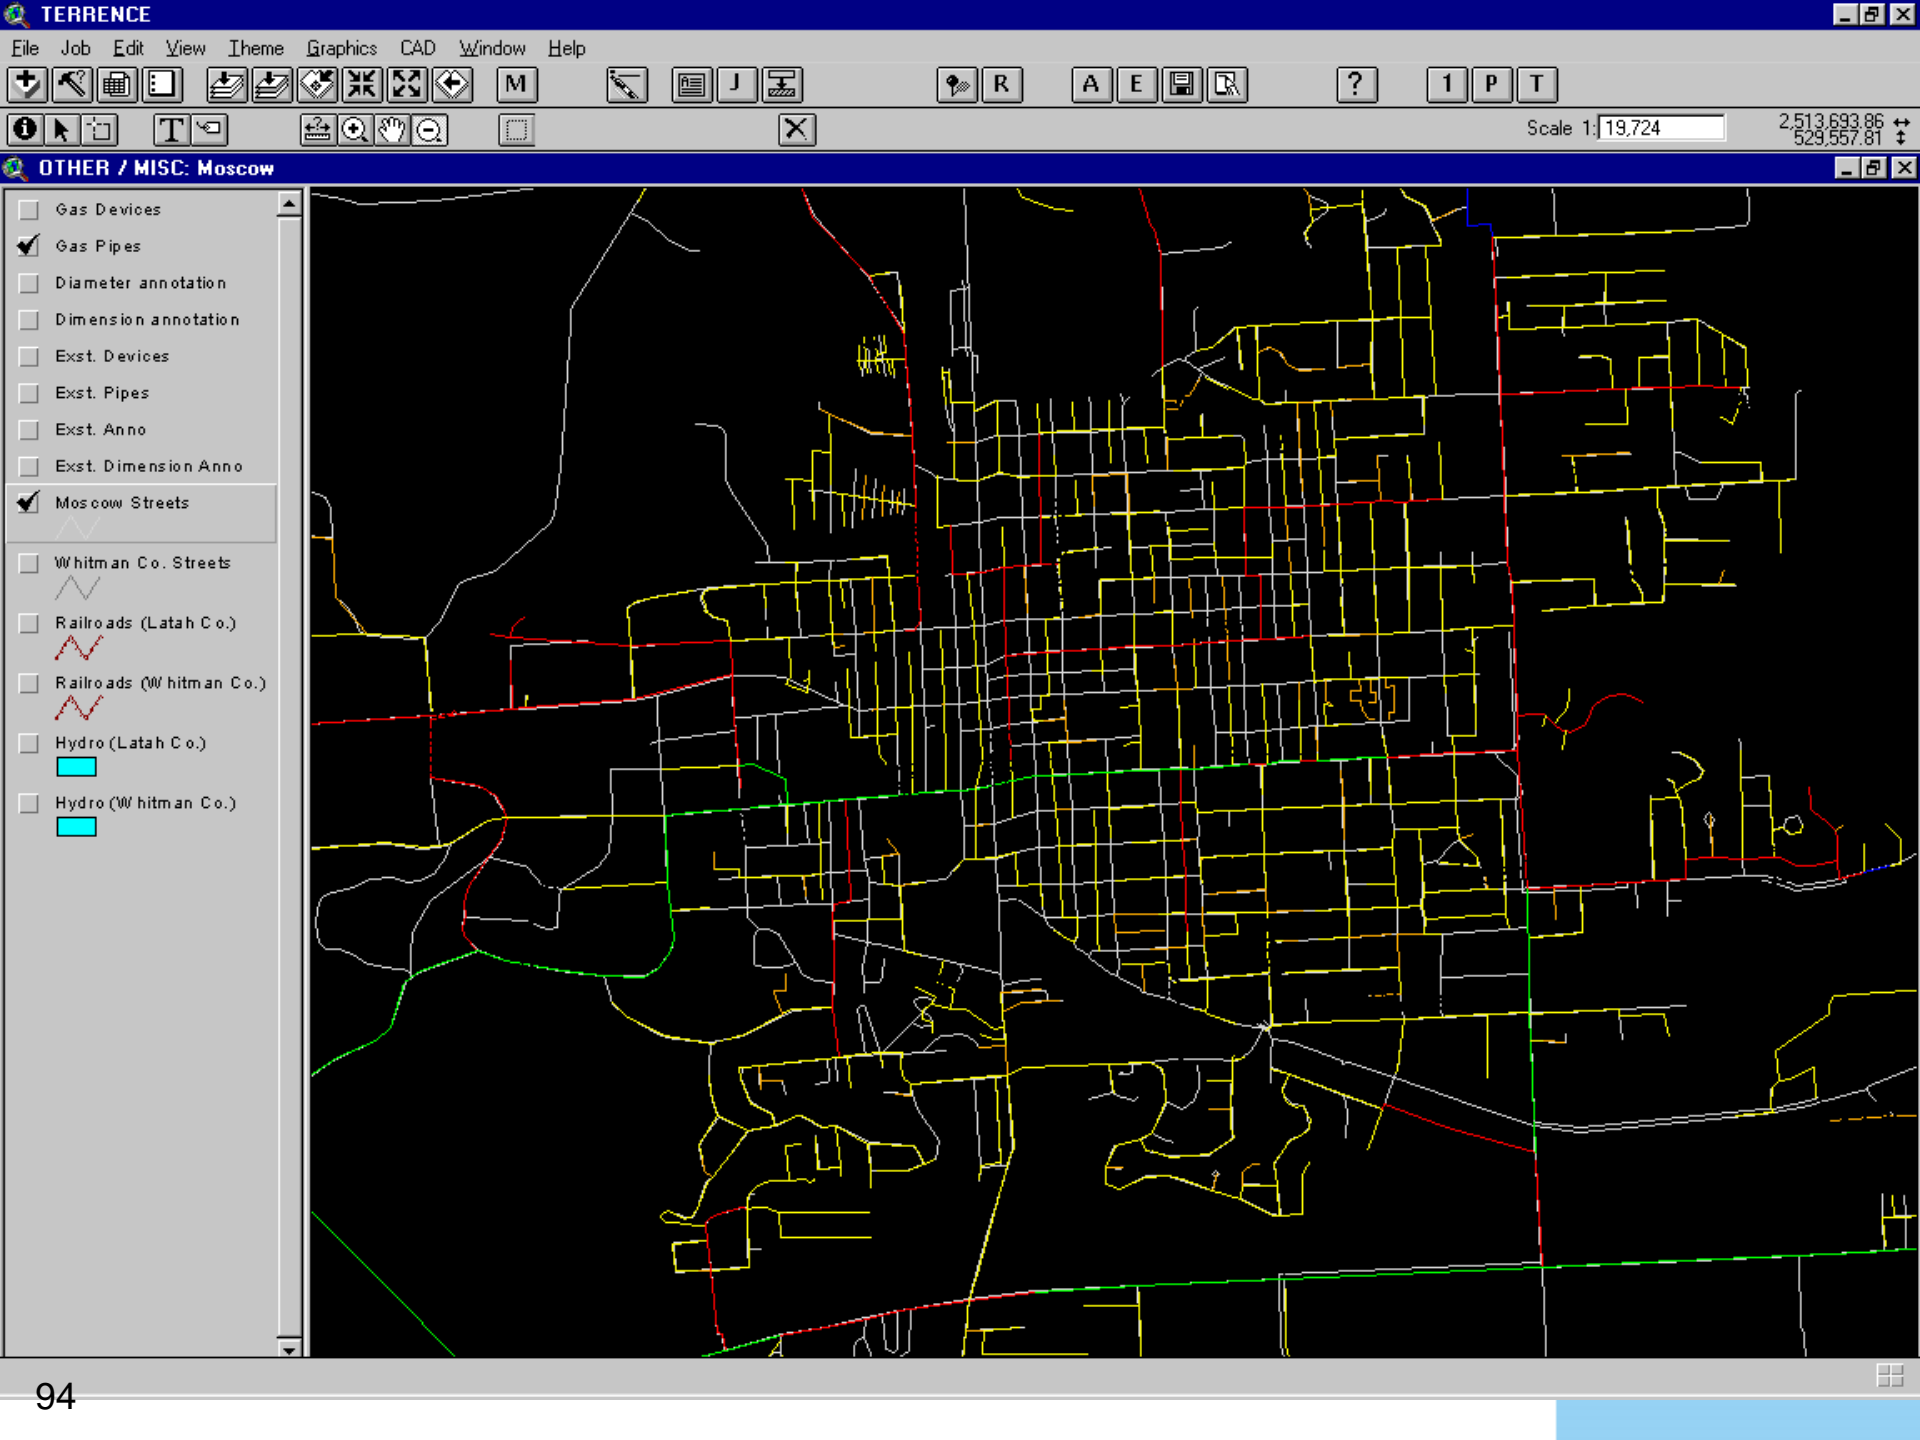 TERRENCE
File Job Edit View Theme Graphics CAD Window Help
M J R A E ? 1 P T
T Scale 1: 19,724 2,513,693.86
529,557.81
OTHER / MISC: Moscow
Gas Devices
Gas Pipes
Diameter annotation
Dimension annotation
Exst. Devices
Exst. Pipes
Exst. Anno
Exst. Dimension Anno
Moscow Streets
Whitman Co. Streets
Railroads (Latah Co.)
Railroads (Whitman Co.)
Hydro (Latah Co.)
Hydro (Whitman Co.)
94